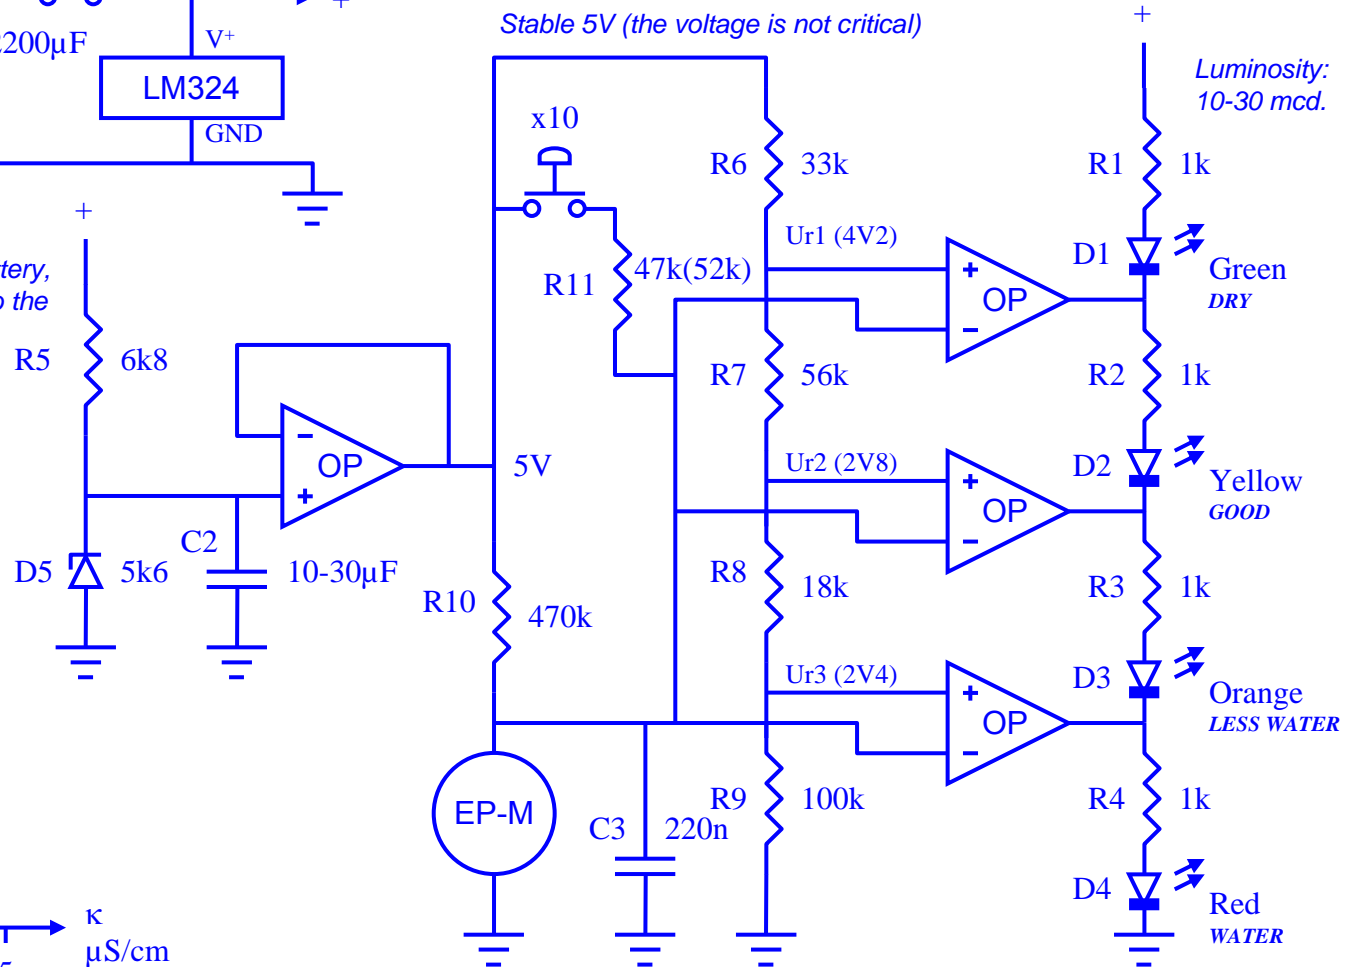 Stable 5V (the voltage is not critical)
+
+
2200µF
V+
LM324
GND
Luminosity:
10-30 mcd.
x10
R6
33k
R1
1k
+
Ur1 (4V2)
D1
Green
DRY
R11
47k(52k)
+
OP
−
tery,
the
R5
6k8
R7
56k
R2
1k
−
OP
+
5V
Ur2 (2V8)
D2
Yellow
GOOD
+
OP
−
C2
10-30µF
D5
5k6
R10
470k
R8
18k
R3
1k
Ur3 (2V4)
D3
Orange
LESS WATER
+
OP
−
EP-M
C3
220n
R9
100k
R4
1k
D4
Red
WATER
κ
µS/cm